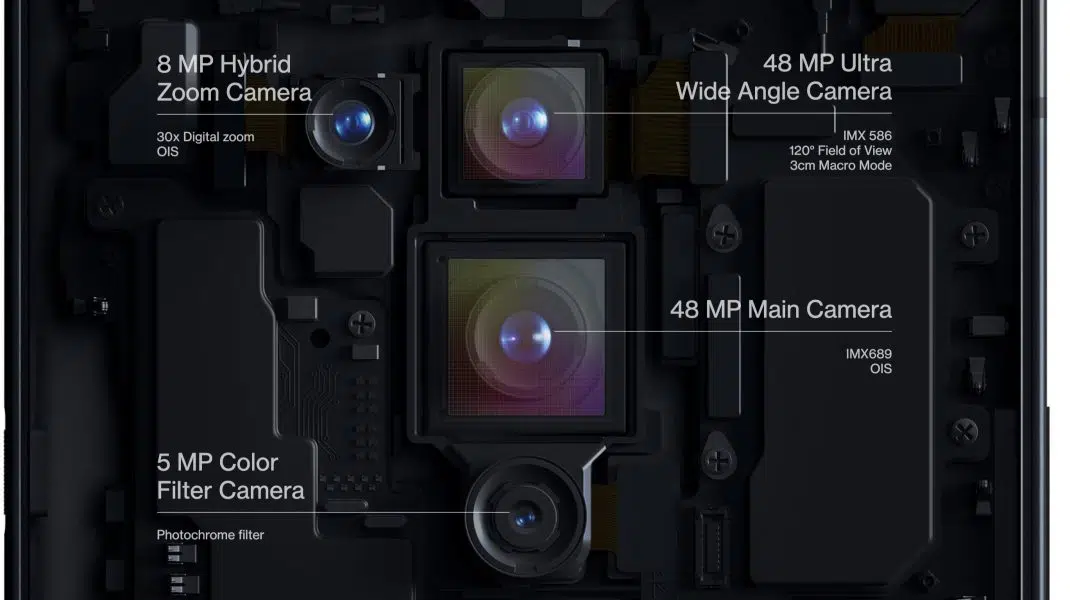 8 MP Hybrid
Zoom Camera
30x Digital zoom
OIS
48 MP Ultra
Wide Angle Camera
IMX 586
120° Field of View
3cm Macro Mode
48 MP Main Camera
IMX689
OIS
5 MP Color
Filter Camera
Photochrome filter